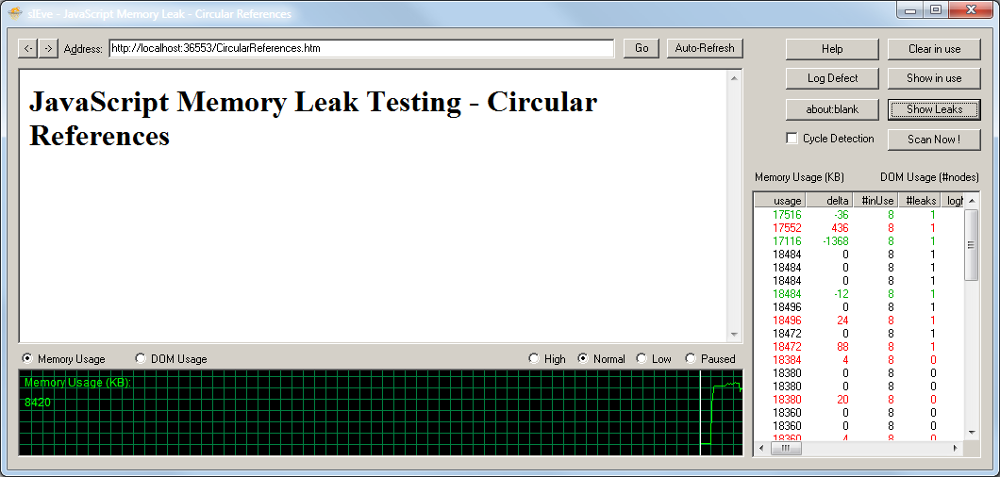 sIEve - JavaScript Memory Leak - Circular References
<- -> Address: http://localhost:36553/CircularReferences.htm Go Auto-Refresh
Help Clear in use
Log Defect Show in use
about:blank Show Leaks
Cycle Detection Scan Now !
JavaScript Memory Leak Testing - Circular
References
Memory Usage (KB) DOM Usage (#nodes)
usage delta #inUse #leaks
17516 -36 8 1
17552 436 8 1
17116 -1368 8 1
18484 0 8 1
18484 0 8 1
18484 0 8 1
18484 -12 8 1
18496 0 8 1
18496 24 8 1
18472 0 8 1
18472 88 8 1
18384 4 8 0
18380 0 8 0
18380 0 8 0
18380 20 8 0
18360 0 8 0
18360 0 8 0
18360 4 8 0
Memory Usage DOM Usage High Normal Low Paused
Memory Usage (KB):
8420